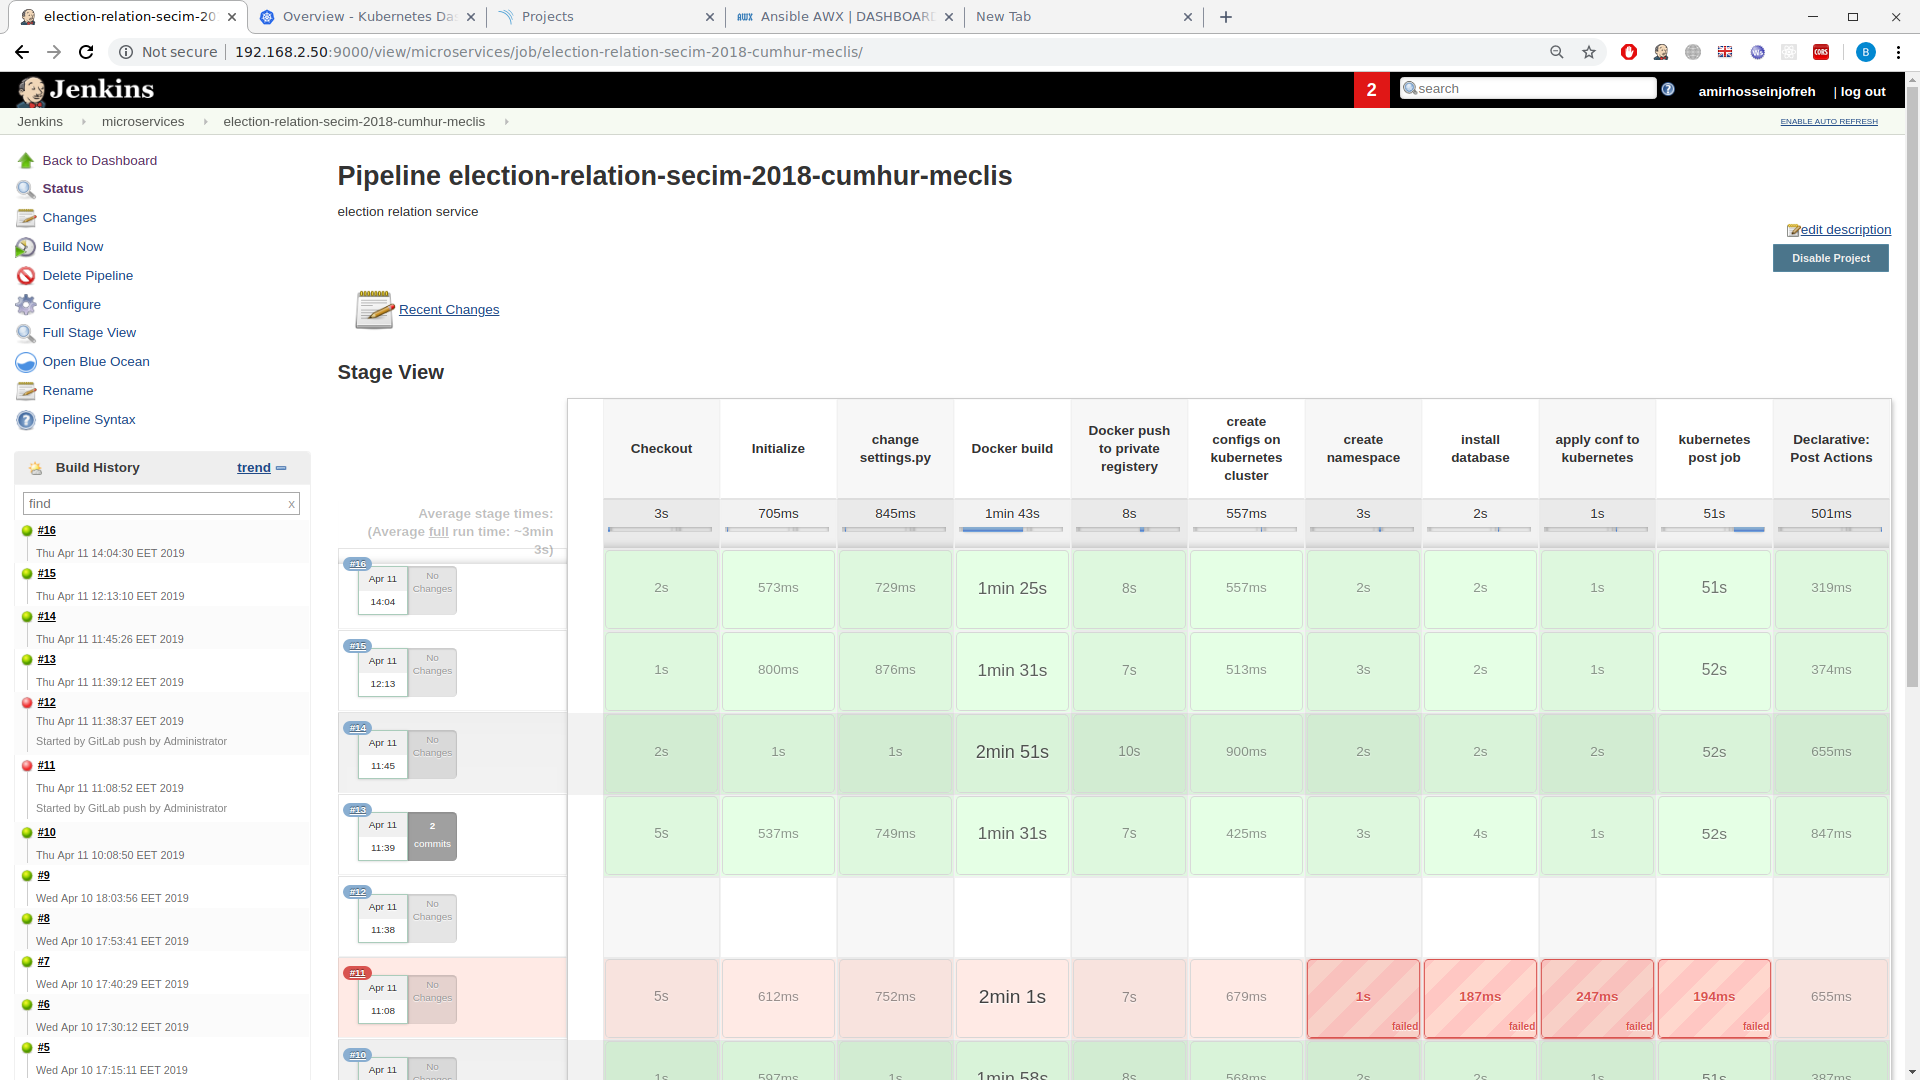 election-relation-secim-20
Overview - Kubernetes Da
Projects
AWX
Ansible AWX | DASHBOARD
New Tab
Not secure
192.168.2.50:9000/view/microservices/job/election-relation-secim-2018-cumhur-meclis/
CORS
B
Jenkins
2
search
amirhosseinjofreh
| log out
Jenkins
microservices
election-relation-secim-2018-cumhur-meclis
ENABLE AUTO REFRESH
Back to Dashboard
Status
Changes
Build Now
Delete Pipeline
Configure
Full Stage View
Open Blue Ocean
Rename
Pipeline Syntax
Build History
trend
find
x
#16
Thu Apr 11 14:04:30 EET 2019
#15
Thu Apr 11 12:13:10 EET 2019
#14
Thu Apr 11 11:45:26 EET 2019
#13
Thu Apr 11 11:39:12 EET 2019
#12
Thu Apr 11 11:38:37 EET 2019
Started by GitLab push by Administrator
#11
Thu Apr 11 11:08:52 EET 2019
Started by GitLab push by Administrator
#10
Thu Apr 11 10:08:50 EET 2019
#9
Wed Apr 10 18:03:56 EET 2019
#8
Wed Apr 10 17:53:41 EET 2019
#7
Wed Apr 10 17:40:29 EET 2019
#6
Wed Apr 10 17:30:12 EET 2019
#5
Wed Apr 10 17:15:11 EET 2019
Pipeline election-relation-secim-2018-cumhur-meclis
election relation service
edit description
Disable Project
Recent Changes
Stage View
Checkout
Initialize
change
settings.py
Docker build
Docker push
to private
registery
create
configs on
kubernetes
cluster
create
namespace
install
database
apply conf to
kubernetes
kubernetes
post job
Declarative:
Post Actions
Average stage times:
(Average full run time: ~3min
3s)
3s 705ms 845ms 1min 43s 8s 557ms 3s 2s 1s 51s 501ms
#16
Apr 11
14:04
No
Changes
2s 573ms 729ms 1min 25s 8s 557ms 2s 2s 1s 51s 319ms
#15
Apr 11
12:13
No
Changes
1s 800ms 876ms 1min 31s 7s 513ms 3s 2s 1s 52s 374ms
#14
Apr 11
11:45
No
Changes
2s 1s 1s 2min 51s 10s 900ms 2s 2s 2s 52s 655ms
#13
Apr 11
11:39
2
commits
5s 537ms 749ms 1min 31s 7s 425ms 3s 4s 1s 52s 847ms
#12
Apr 11
11:38
No
Changes
#11
Apr 11
11:08
No
Changes
5s 612ms 752ms 2min 1s 7s 679ms 1s 187ms 247ms 194ms 655ms
failed failed failed failed
#10
Apr 11
No
Changes
1s 597ms 1s 1min 58s 8s 568ms 2s 2s 1s 51s 387ms